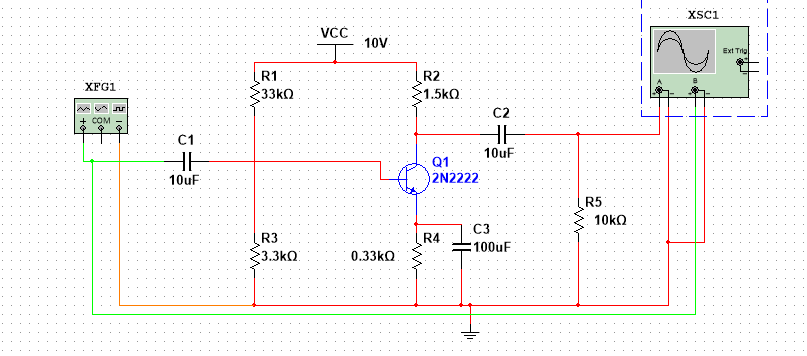 XSC1
VCC
10V
Ext Trig
+
-
A
B
+
-
+
-
XFG1
R1
33kΩ
R2
1.5kΩ
+
COM
-
C1
10uF
C2
10uF
Q1
2N2222
R5
10kΩ
R3
3.3kΩ
0.33kΩ
R4
C3
100uF